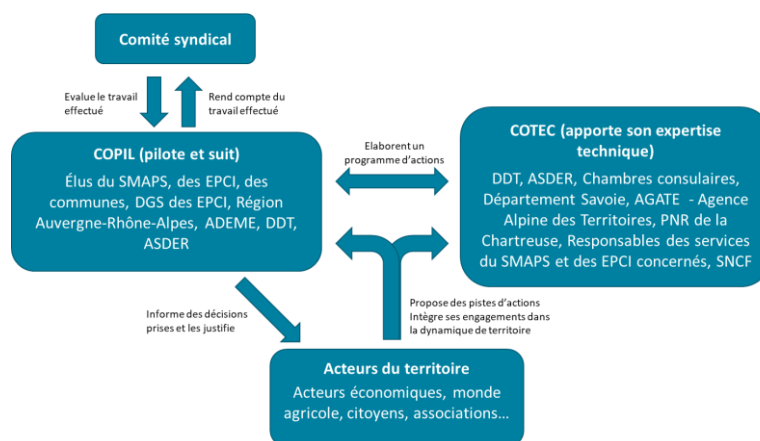 Comité syndical
Evalue le travail
effectué
Rend compte du
travail effectué
COPIL (pilote et suit)
Élus du SMAPS, des EPCI, des
communes, DGS des EPCI, Région
Auvergne-Rhône-Alpes, ADEME, DDT,
ASDER
Elaborent un
programme d'actions
COTEC (apporte son expertise
technique)
DDT, ASDER, Chambres consulaires,
Département Savoie, AGATE - Agence
Alpine des Territoires, PNR de la
Chartreuse, Responsables des services
du SMAPS et des EPCI concernés, SNCF
Informe des décisions
prises et les justifie
Propose des pistes d'actions
Intègre ses engagements dans
la dynamique de territoire
Acteurs du territoire
Acteurs économiques, monde
agricole, citoyens, associations…